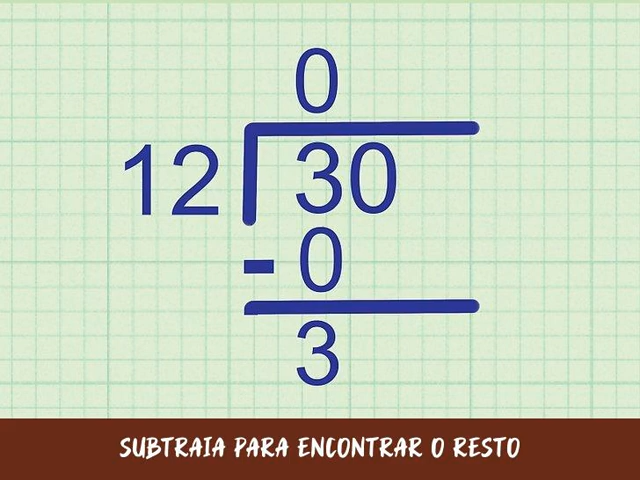 0
12 30
- 0
3
SUBTRAIA PARA ENCONTRAR O RESTO